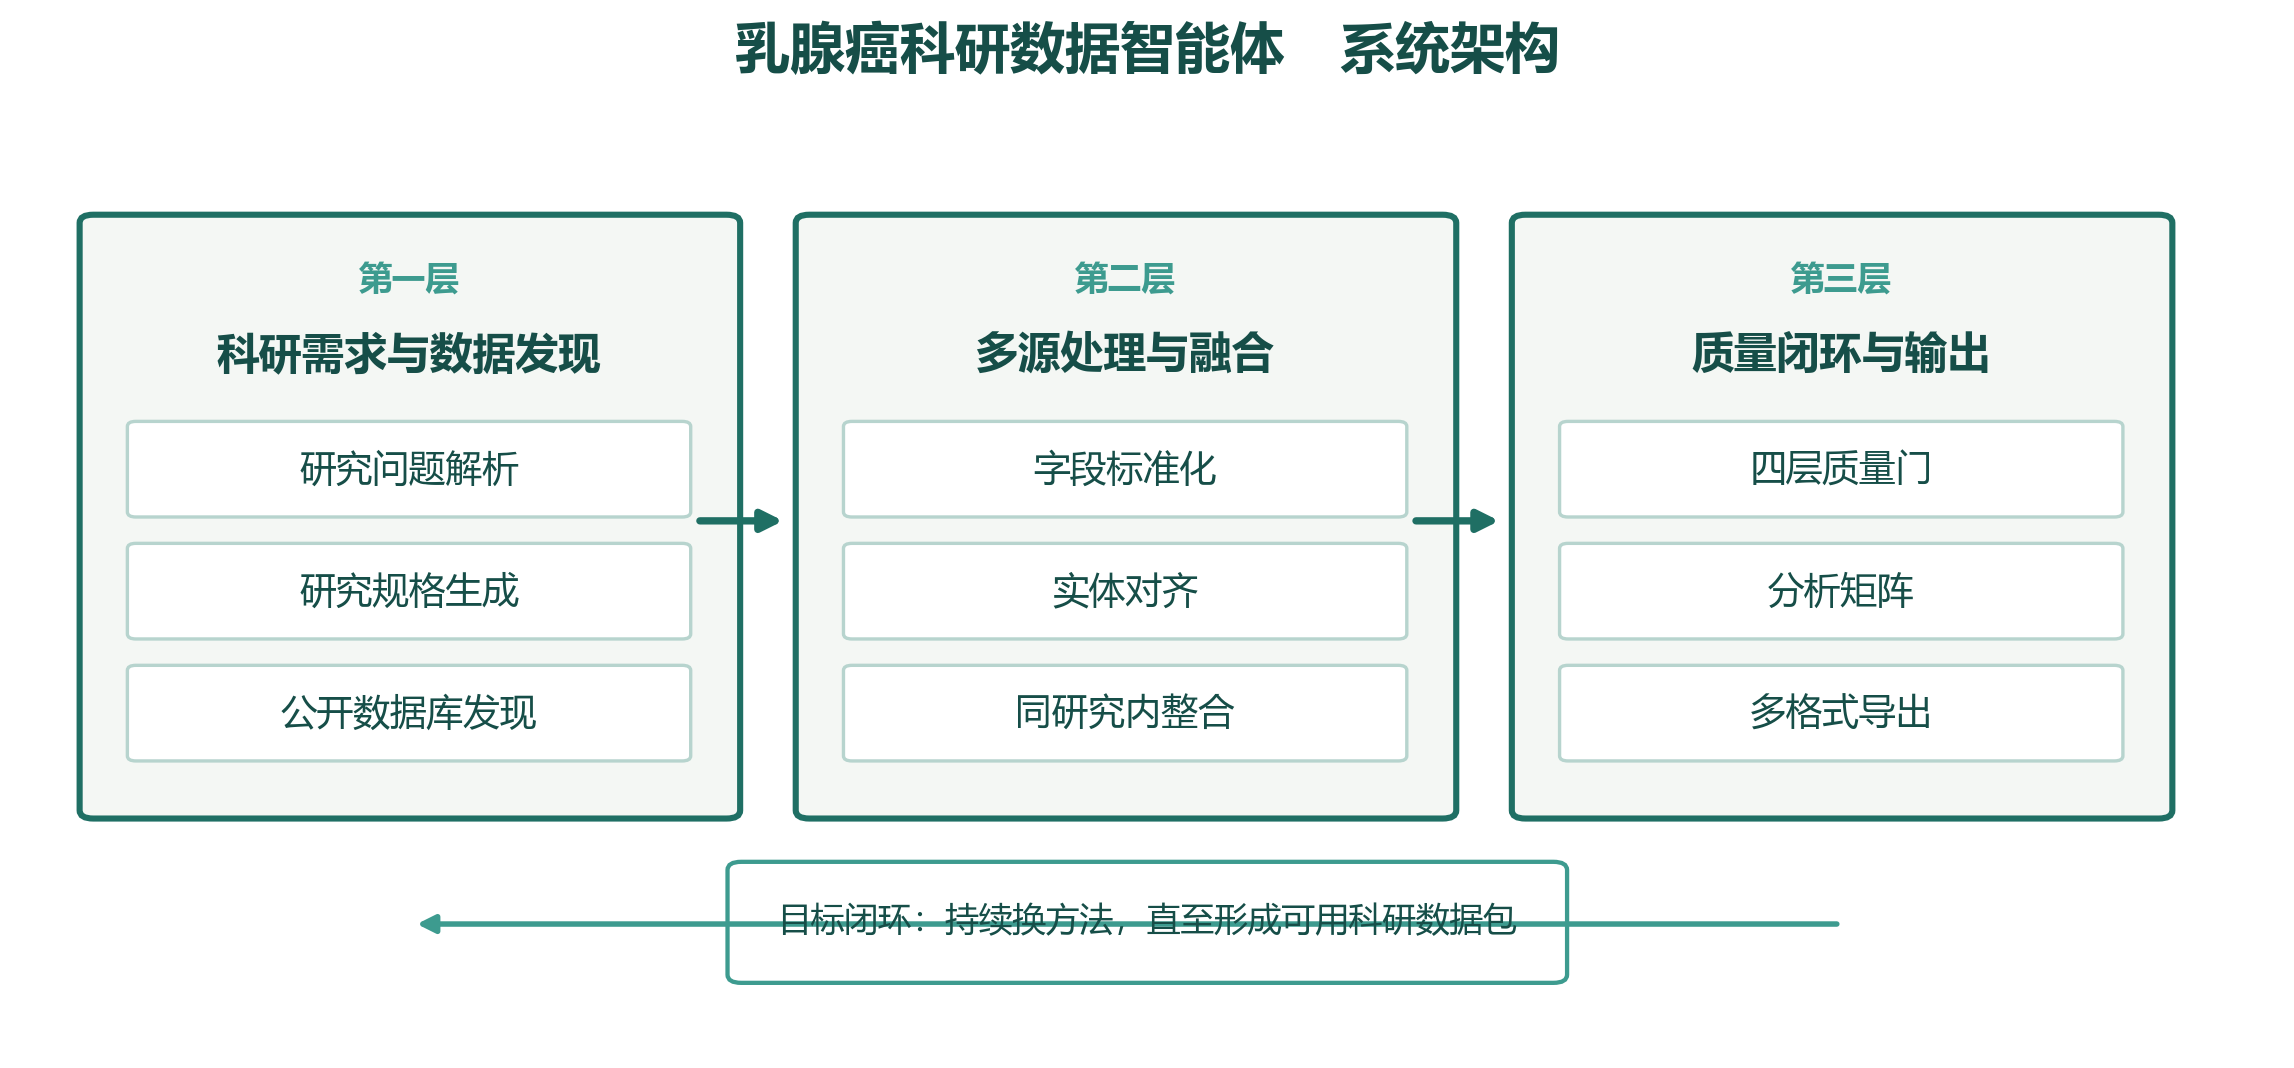 乳腺癌科研数据智能体　系统架构
第一层
科研需求与数据发现
研究问题解析
研究规格生成
公开数据库发现
第二层
多源处理与融合
字段标准化
实体对齐
同研究内整合
第三层
质量闭环与输出
四层质量门
分析矩阵
多格式导出
目标闭环：持续换方法，直至形成可用科研数据包